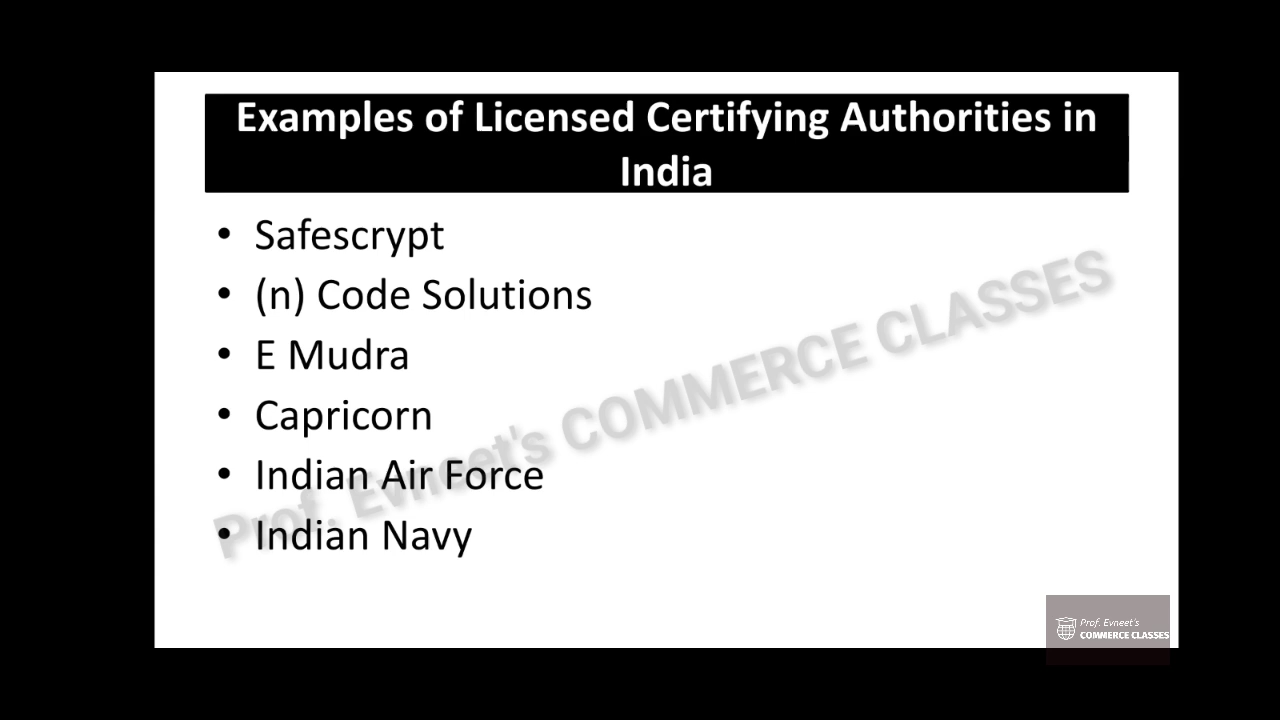 Examples of Licensed Certifying Authorities in
India
• Safescrypt
• (n) Code Solutions
• E Mudra
• Capricorn
• Indian Air Force
• Indian Navy
Prof. Evneet's COMMERCE CLASSES
Prof. Evneet's
COMMERCE CLASSES